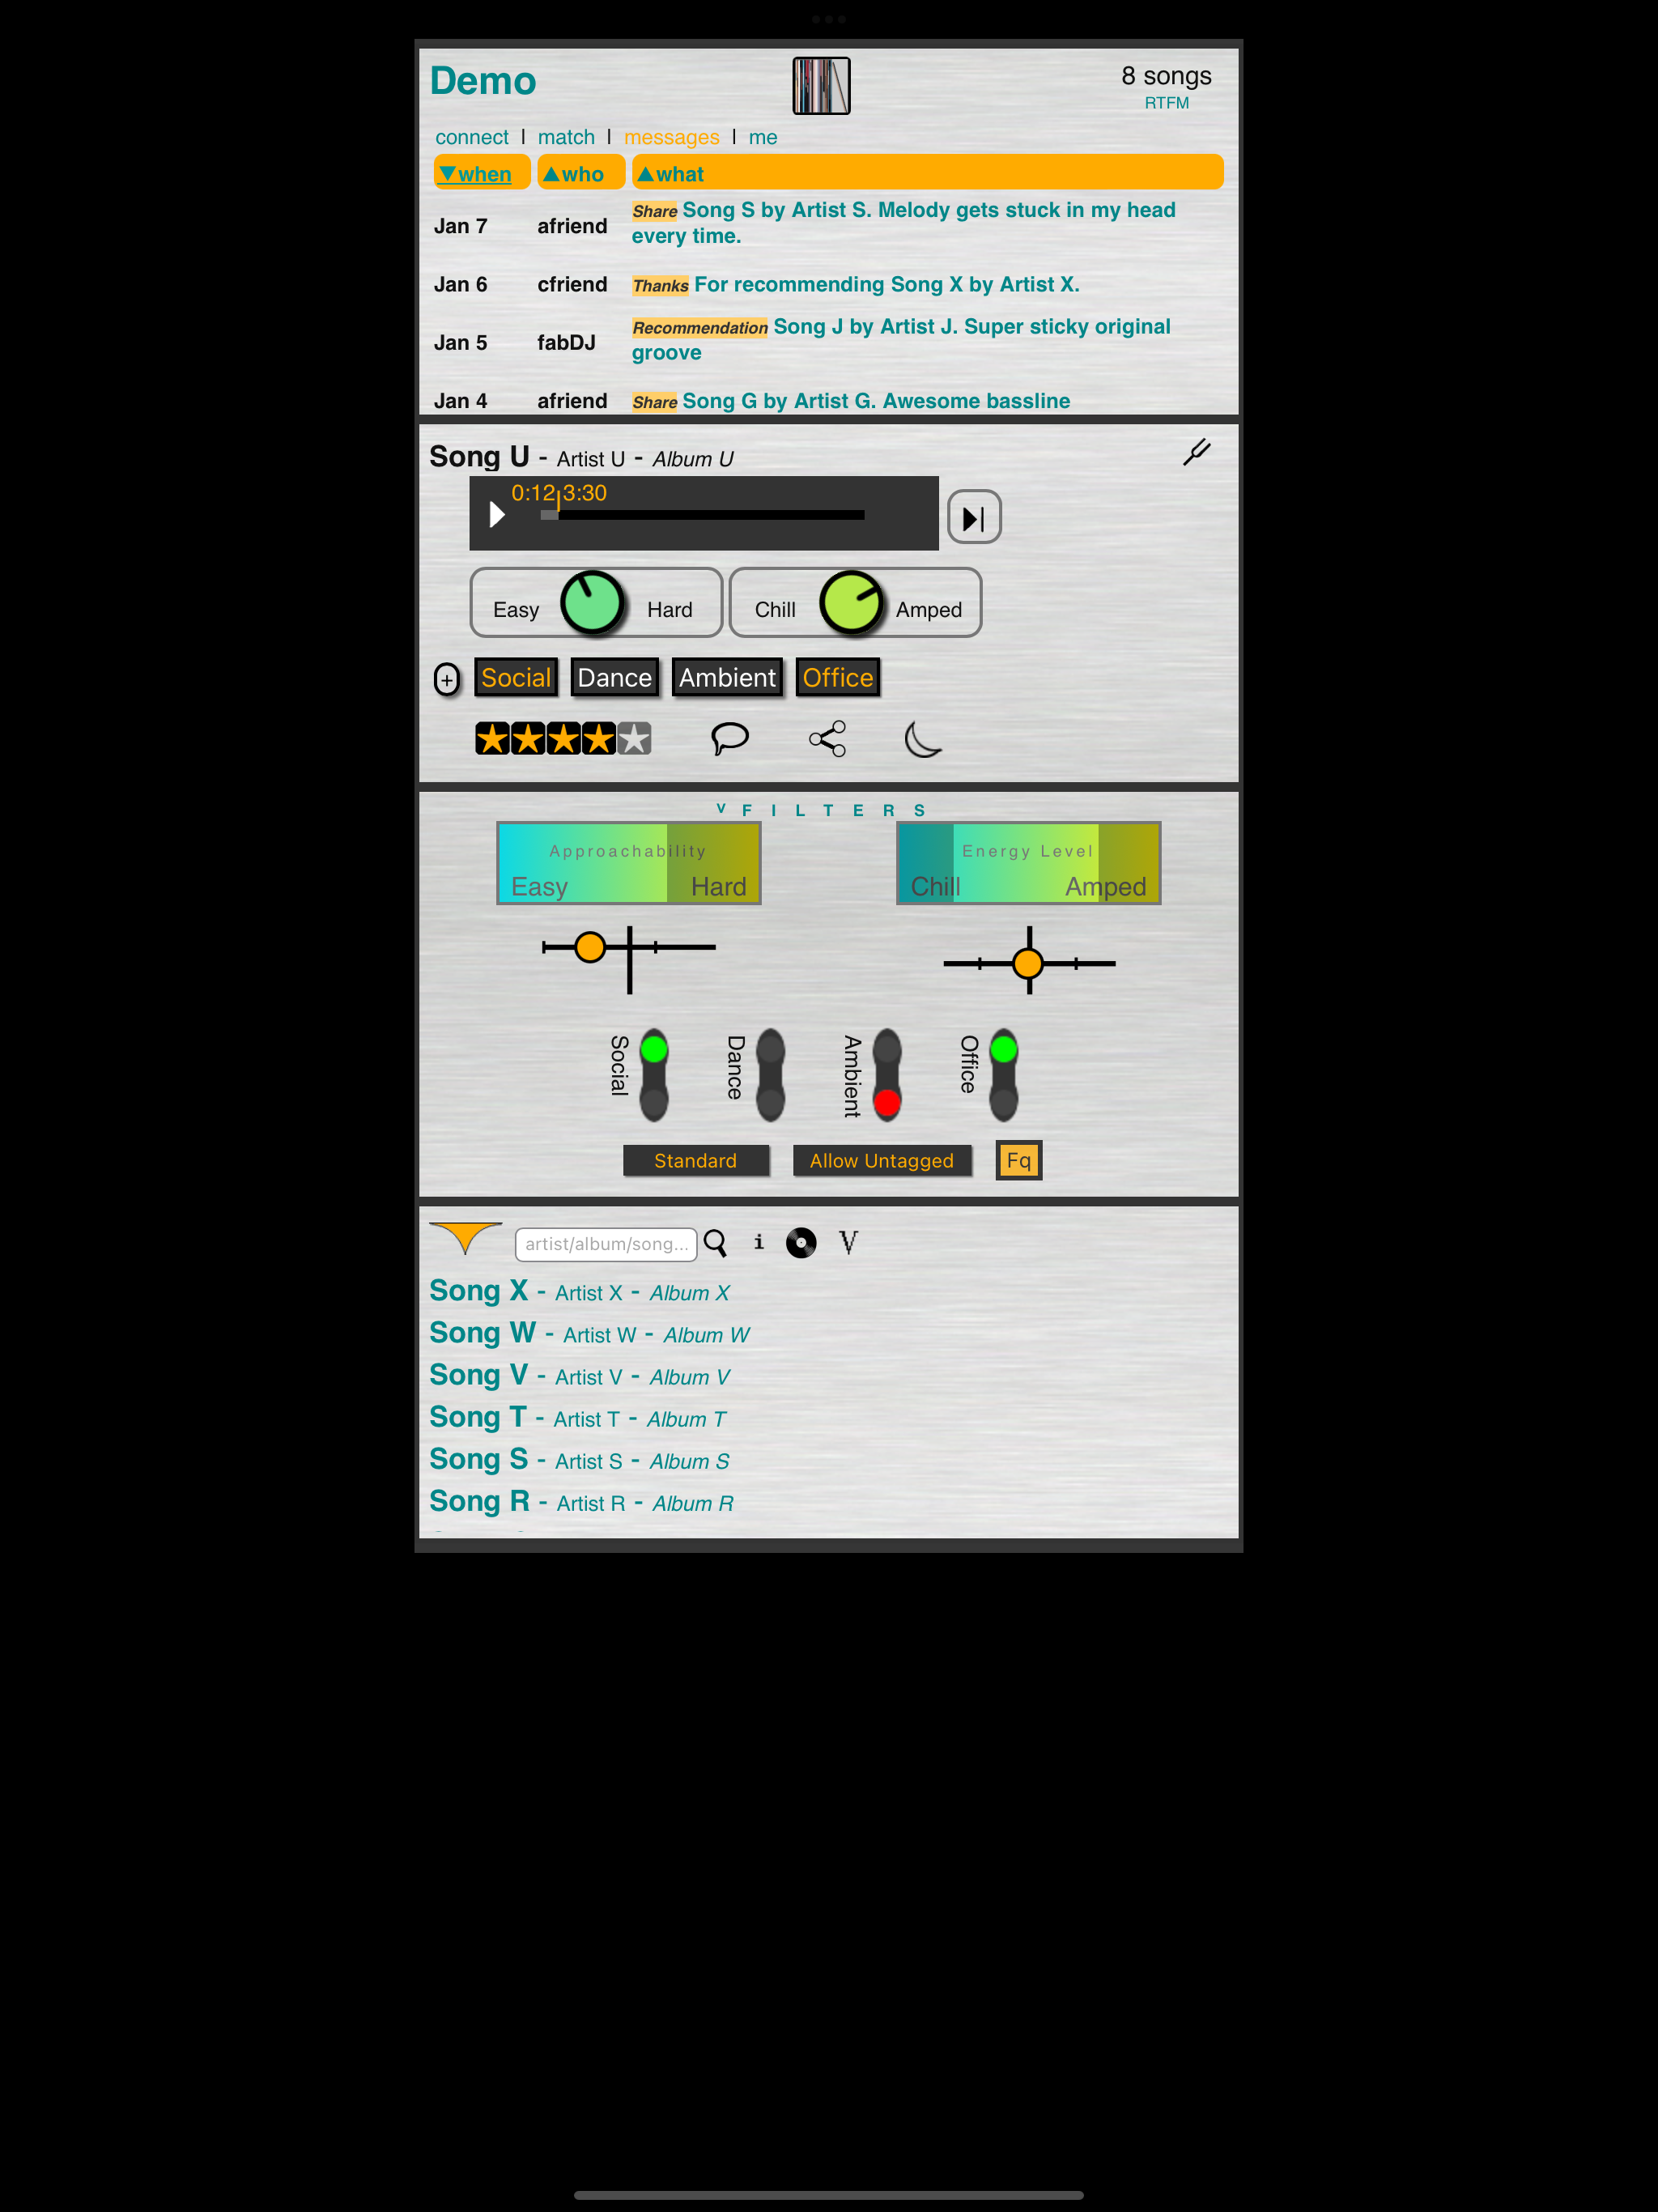 Demo
8 songs
RTFM
connect | match | messages | me
▼when ▲who ▲what
Jan 7 afriend Share Song S by Artist S. Melody gets stuck in my head
every time.
Jan 6 cfriend Thanks For recommending Song X by Artist X.
Jan 5 fabDJ Recommendation Song J by Artist J. Super sticky original
groove
Jan 4 afriend Share Song G by Artist G. Awesome bassline
Song U - Artist U - Album U
0:12 3:30
Easy Hard Chill Amped
+ Social Dance Ambient Office
v FILTERS
Approachability
Easy Hard
Energy Level
Chill Amped
Social
Dance
Ambient
Office
Standard Allow Untagged Fq
artist/album/song... i V
Song X - Artist X - Album X
Song W - Artist W - Album W
Song V - Artist V - Album V
Song T - Artist T - Album T
Song S - Artist S - Album S
Song R - Artist R - Album R